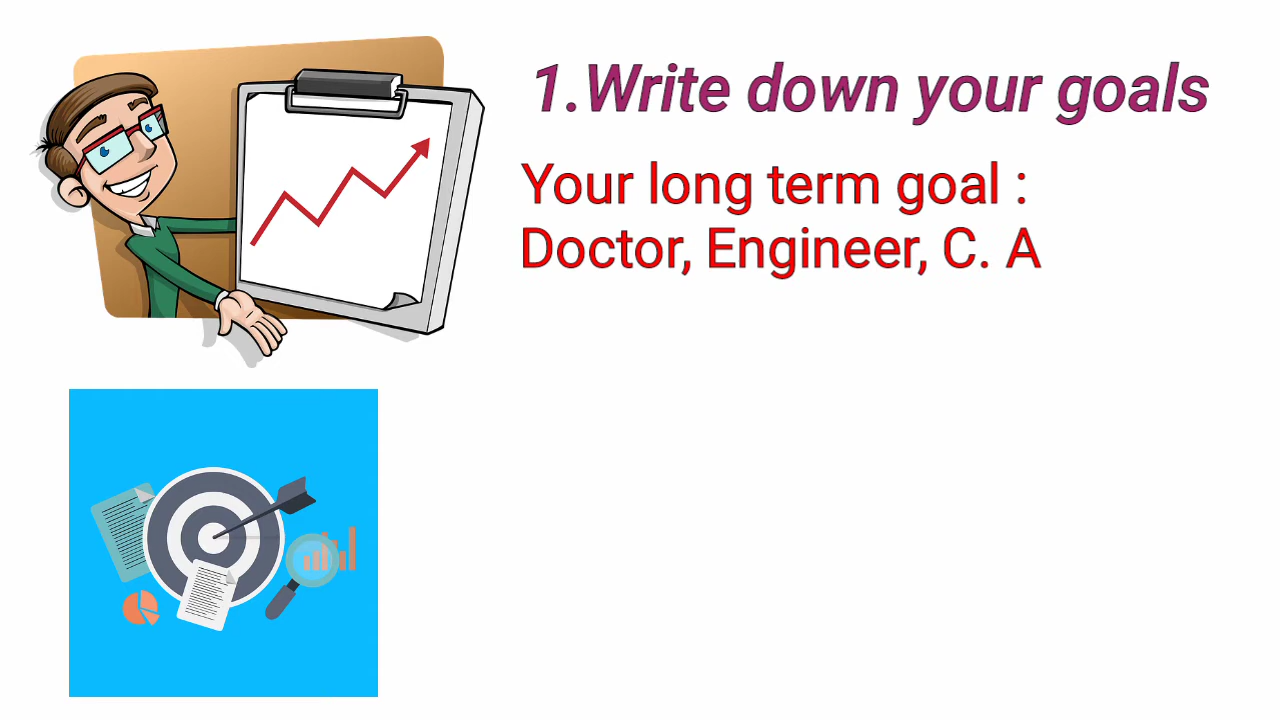 1.Write down your goals
Your long term goal :
Doctor, Engineer, C. A